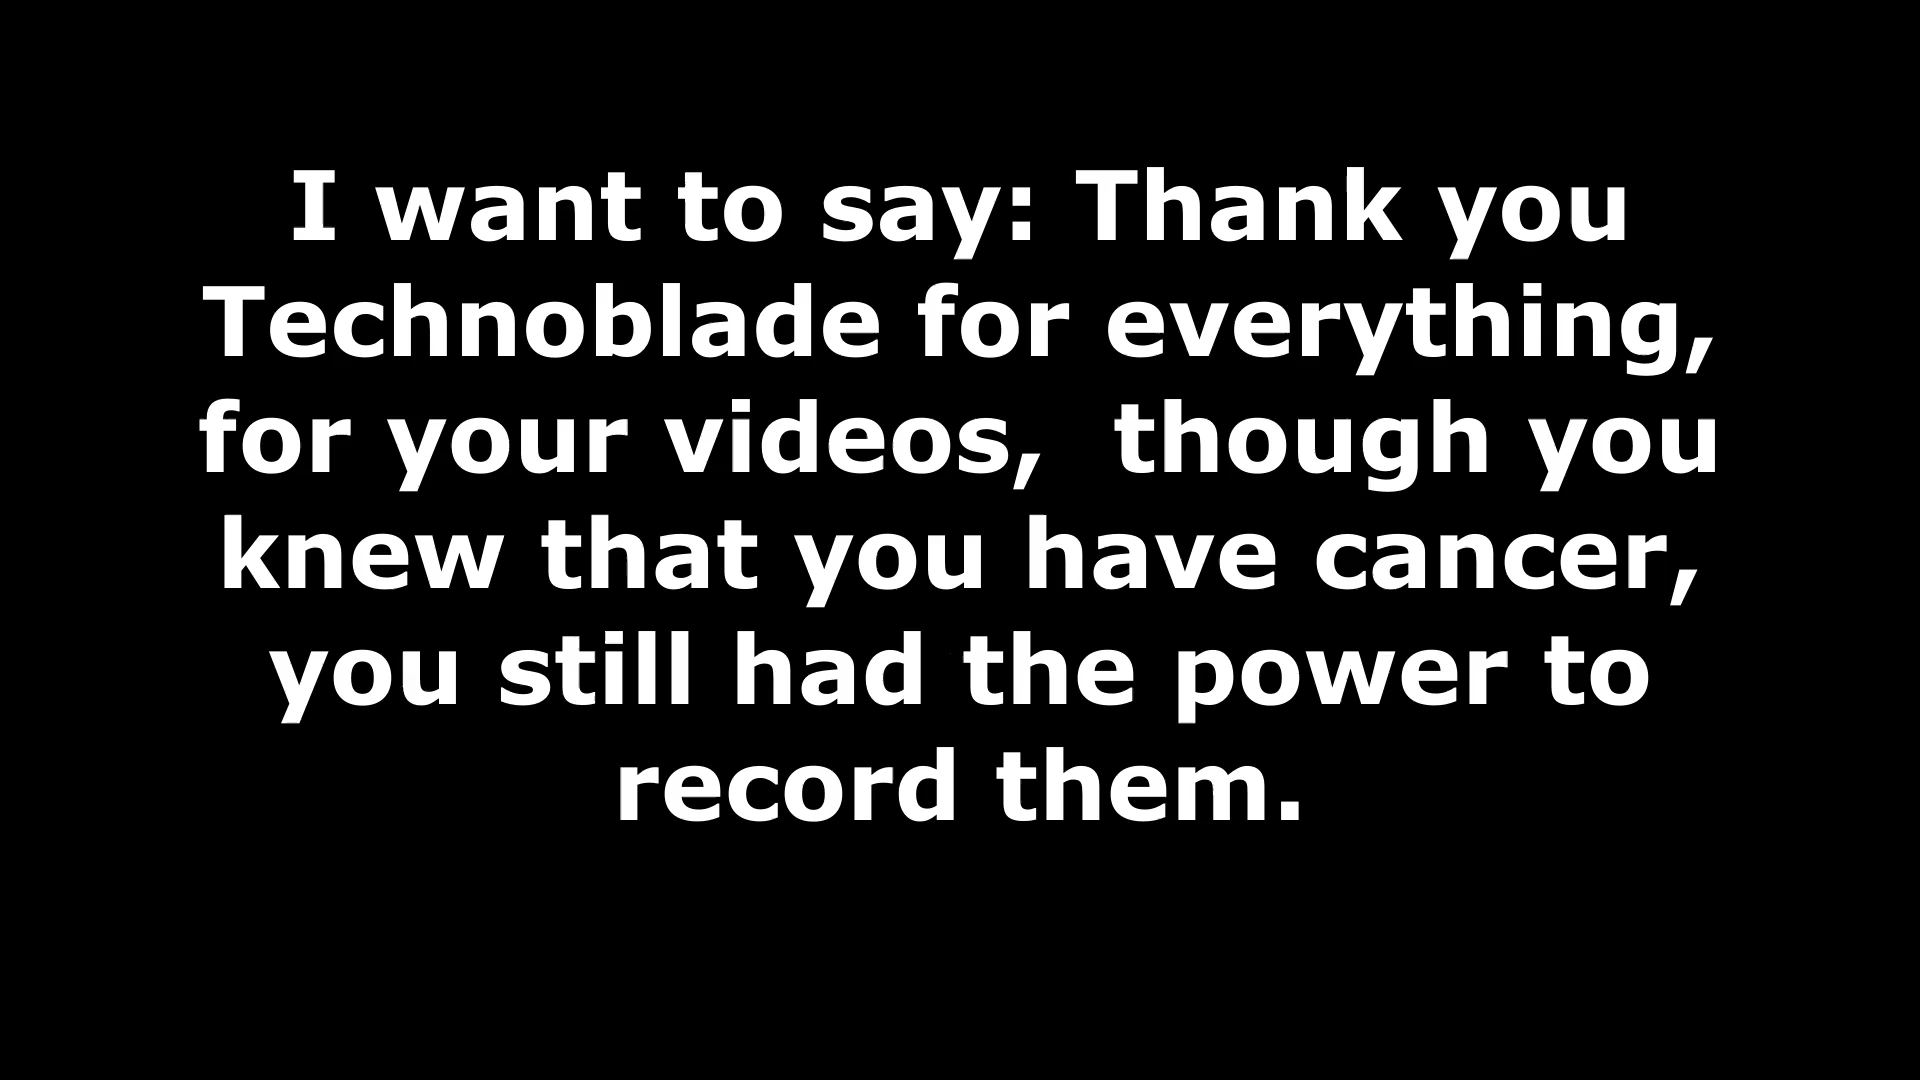 I want to say: Thank you
Technoblade for everything,
for your videos,  though you
knew that you have cancer,
you still had the power to
record them.